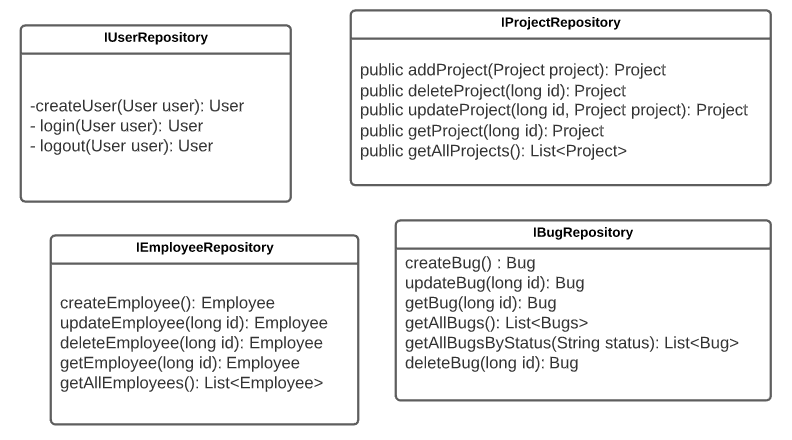 IUserRepository
-createUser(User user): User
- login(User user): User
- logout(User user): User
IProjectRepository
public addProject(Project project): Project
public deleteProject(long id): Project
public updateProject(long id, Project project): Project
public getProject(long id): Project
public getAllProjects(): List<Project>
IEmployeeRepository
createEmployee(): Employee
updateEmployee(long id): Employee
deleteEmployee(long id): Employee
getEmployee(long id): Employee
getAllEmployees(): List<Employee>
IBugRepository
createBug() : Bug
updateBug(long id): Bug
getBug(long id): Bug
getAllBugs(): List<Bugs>
getAllBugsByStatus(String status): List<Bug>
deleteBug(long id): Bug